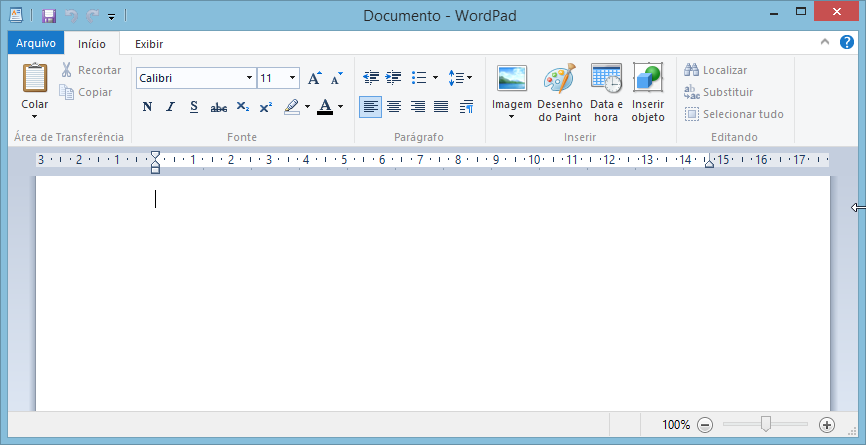 Documento - WordPad
Arquivo Início Exibir
Colar
Recortar
Copiar
Área de Transferência
Calibri 11
N I S abc X₂ X² A
Fonte
Parágrafo
Imagem
Desenho do Paint
Data e hora
Inserir objeto
Inserir
Localizar
Substituir
Selecionar tudo
Editando
3 2 1 1 2 3 4 5 6 7 8 9 10 11 12 13 14 15 16 17
100%